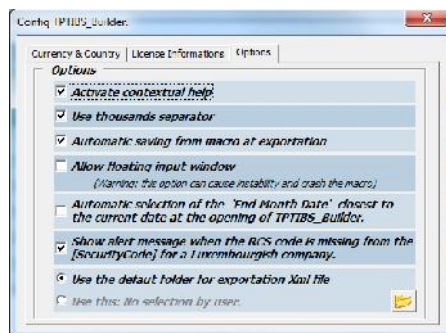 Config TPTIBS_Builder.
Currency & Country
License Informations
Options
Options
Activate contextual help
Use thousands separator
Automatic saving from macro at exportation
Allow floating input window
(Warning: this option can cause instability and crash the macro)
Automatic selection of the "End Month Date" closest to
the current date at the opening of TPTIBS_Builder.
Show alert message when the RCS code is missing from the
[SecurityCode] for a Luxembourgish company.
Use the defaut folder for exportation Xml file
Use this: No selection by user.